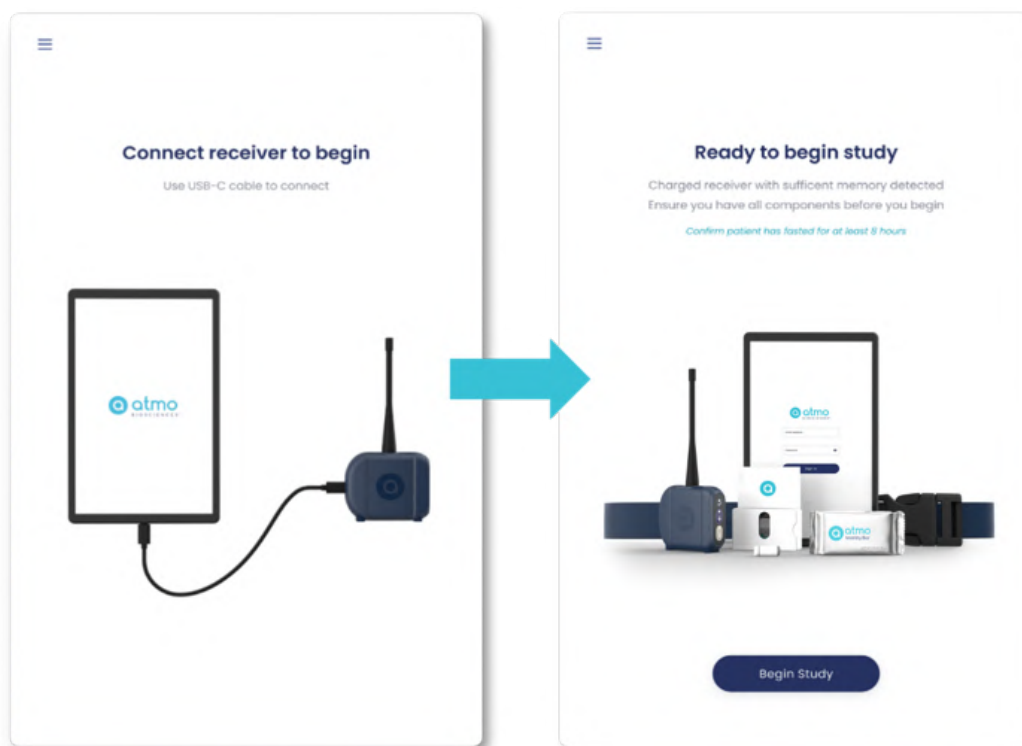 Connect receiver to begin
Use USB-C cable to connect
atmo
BIOSCIENCES
Ready to begin study
Charged receiver with sufficent memory detected
Ensure you have all components before you begin
Confirm patient has fasted for at least 8 hours
atmo
atmo
Begin Study